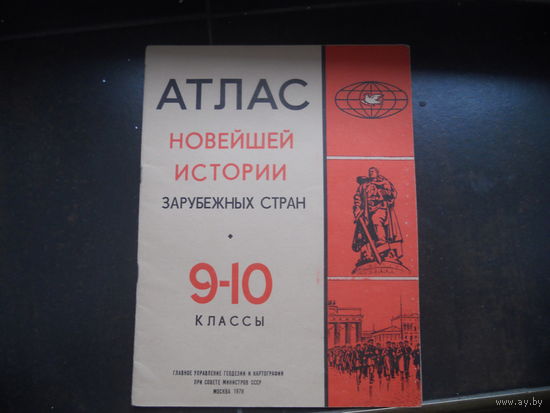 АТЛАС
НОВЕЙШЕЙ
ИСТОРИИ
ЗАРУБЕЖНЫХ СТРАН
9-10
КЛАССЫ
ГЛАВНОЕ УПРАВЛЕНИЕ ГЕОДЕЗИИ И КАРТОГРАФИИ
ПРИ СОВЕТЕ МИНИСТРОВ СССР
МОСКВА 1978
www.ay.by